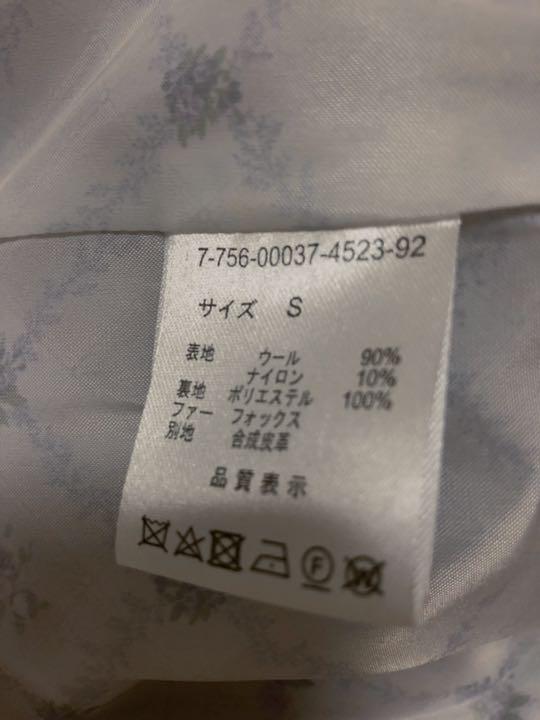 7-756-00037-4523-92
サイズ S
表地 ウール 90%
ナイロン 10%
裏地 ポリエステル 100%
ファー フォックス
別地 合成皮革
品質表示
F
W